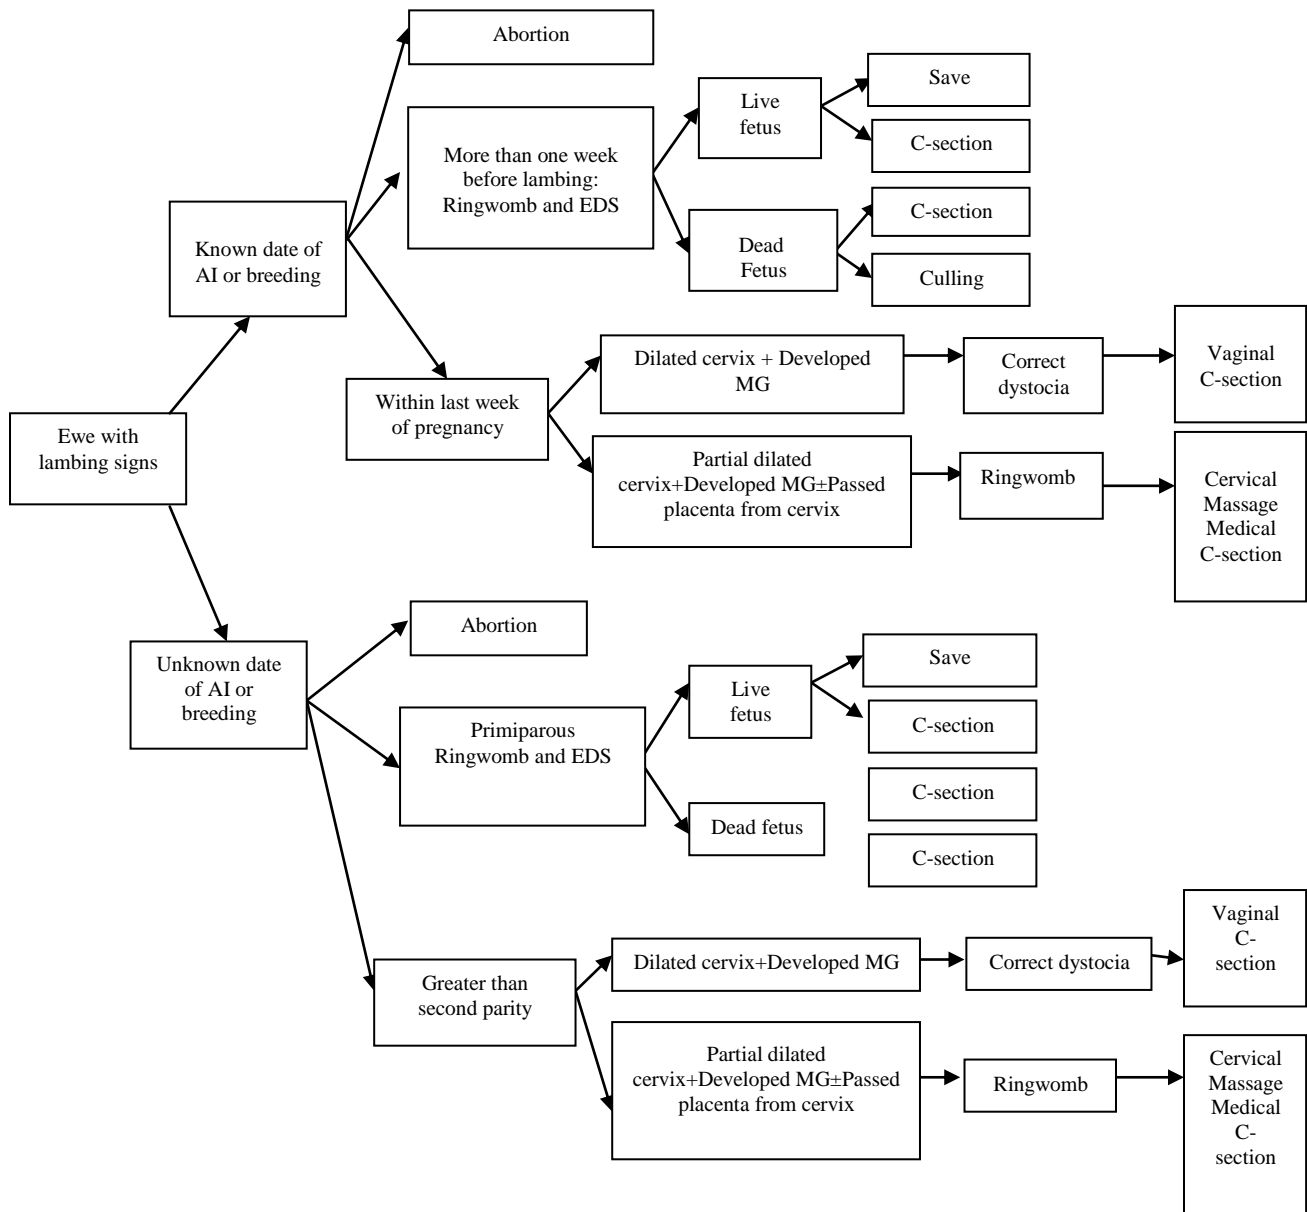 Abortion
Save
Live
fetus
C-section
More than one week
before lambing:
Ringwomb and EDS
C-section
Dead
Fetus
Culling
Known date of
AI or breeding
Dilated cervix + Developed
MG
Correct
dystocia
Vaginal
C-section
Within last week
of pregnancy
Ewe with
lambing signs
Partial dilated
cervix+Developed MG±Passed
placenta from cervix
Ringwomb
Cervical
Massage
Medical
C-section
Abortion
Unknown date
of AI or
breeding
Save
Live
fetus
C-section
Primiparous
Ringwomb and EDS
C-section
Dead fetus
C-section
Dilated cervix+Developed MG
Correct dystocia
Vaginal
C-
section
Greater than
second parity
Partial dilated
cervix+Developed MG±Passed
placenta from cervix
Ringwomb
Cervical
Massage
Medical
C-
section